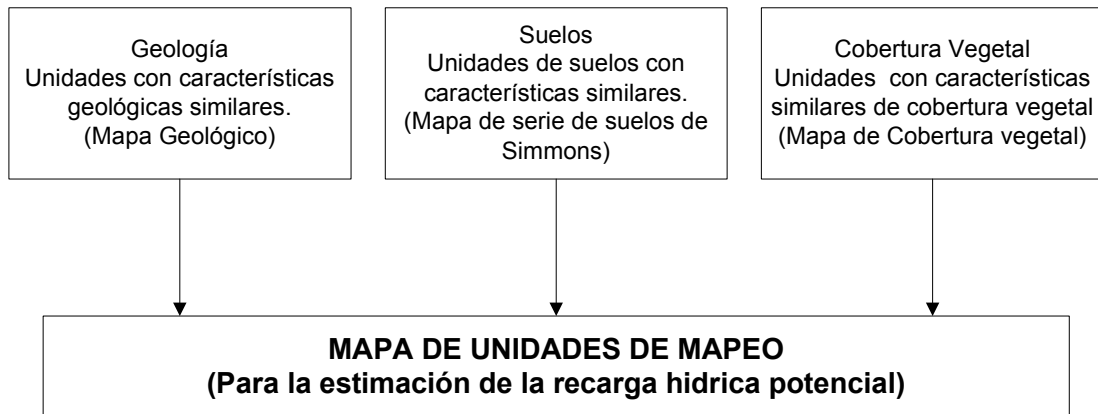 Geología
Unidades con características
geológicas similares.
(Mapa Geológico)
Suelos
Unidades de suelos con
características similares.
(Mapa de serie de suelos de
Simmons)
Cobertura Vegetal
Unidades con características
similares de cobertura vegetal
(Mapa de Cobertura vegetal)
MAPA DE UNIDADES DE MAPEO
(Para la estimación de la recarga hidrica potencial)